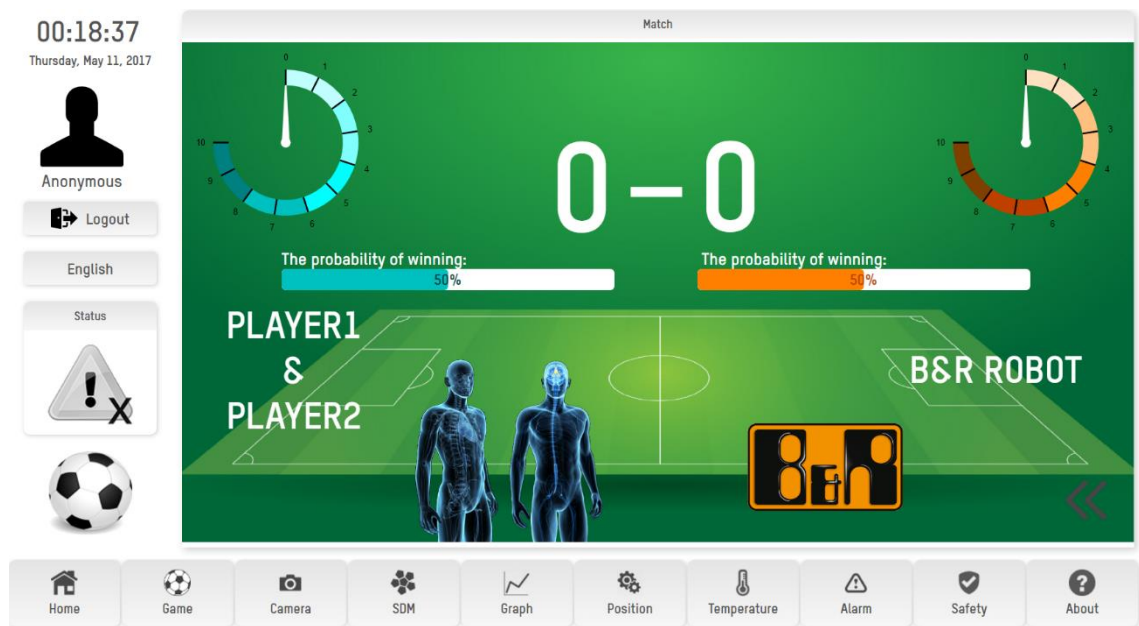 00:18:37
Thursday, May 11, 2017
Anonymous
Logout
English
Status
X
Match
0
1
2
3
4
5
6
7
8
9
10
0
1
2
3
4
5
6
7
8
9
10
0 – 0
The probability of winning:
50%
The probability of winning:
50%
PLAYER1
&
PLAYER2
B&R ROBOT
B&R
Home
Game
Camera
SDM
Graph
Position
Temperature
Alarm
Safety
About